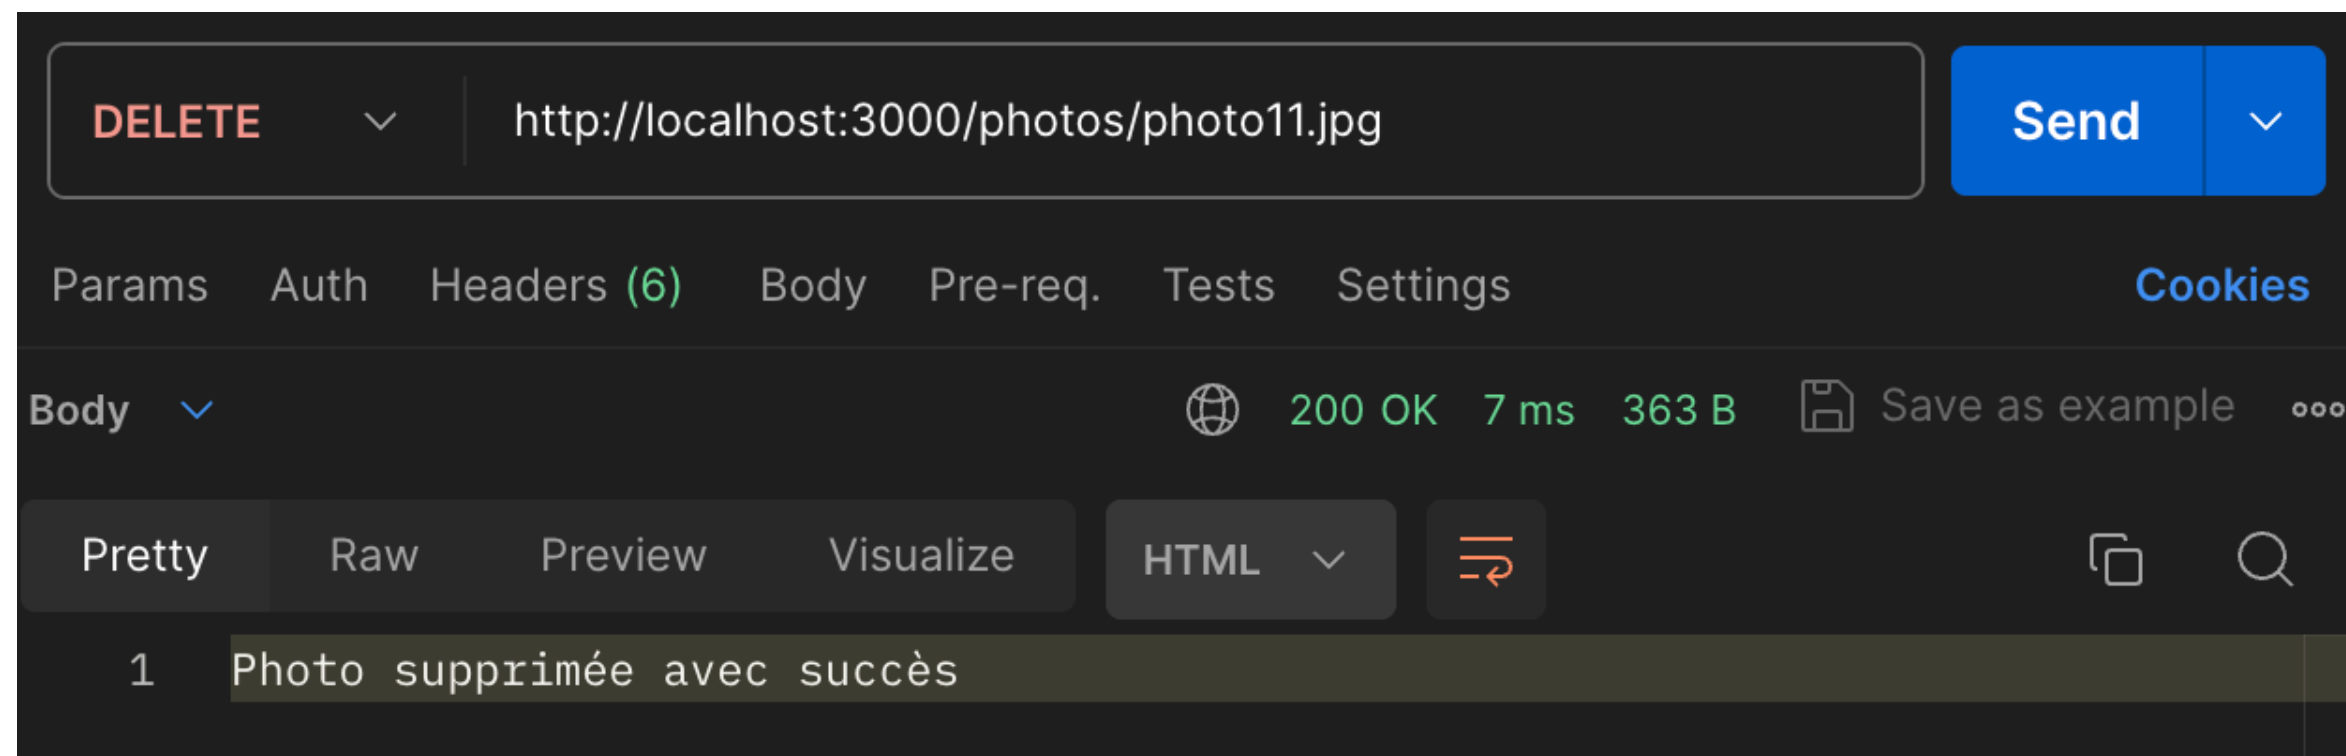 DELETE http://localhost:3000/photos/photo11.jpg Send
Params Auth Headers (6) Body Pre-req. Tests Settings Cookies
Body 200 OK 7 ms 363 B Save as example
Pretty Raw Preview Visualize HTML
1 Photo supprimée avec succès